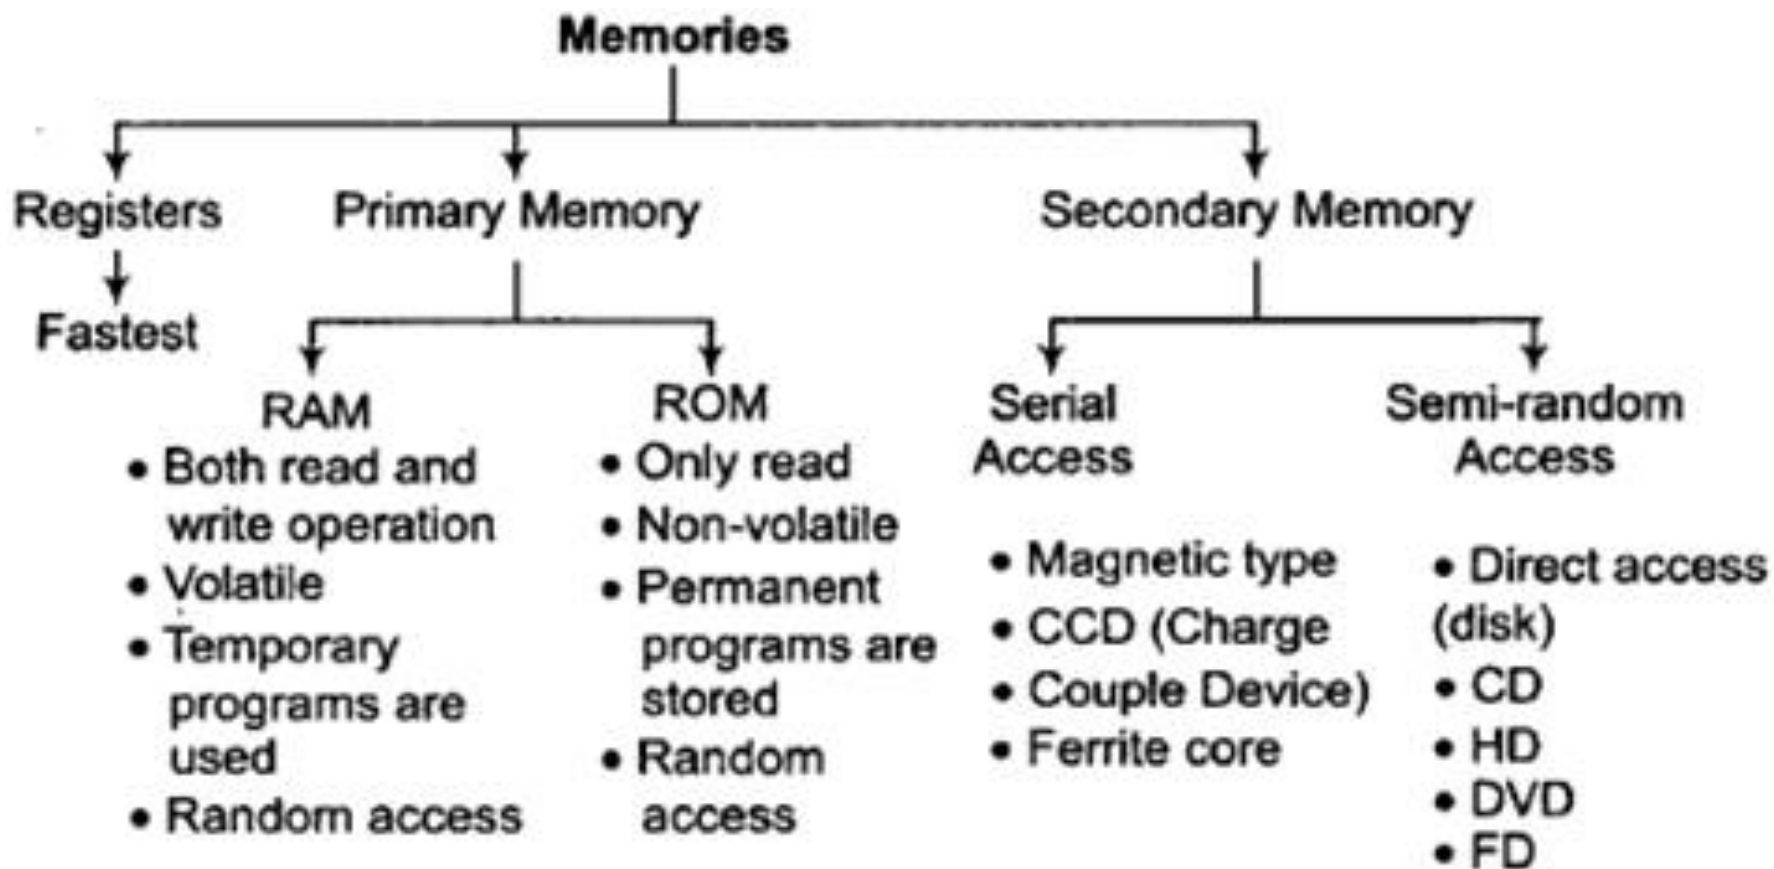 Memories
Registers
Fastest
Primary Memory
RAM
• Both read and
write operation
• Volatile
• Temporary
programs are
used
• Random access
ROM
• Only read
• Non-volatile
• Permanent
programs are
stored
• Random
access
Secondary Memory
Serial
Access
• Magnetic type
• CCD (Charge
• Couple Device)
• Ferrite core
Semi-random
Access
• Direct access
(disk)
• CD
• HD
• DVD
• FD